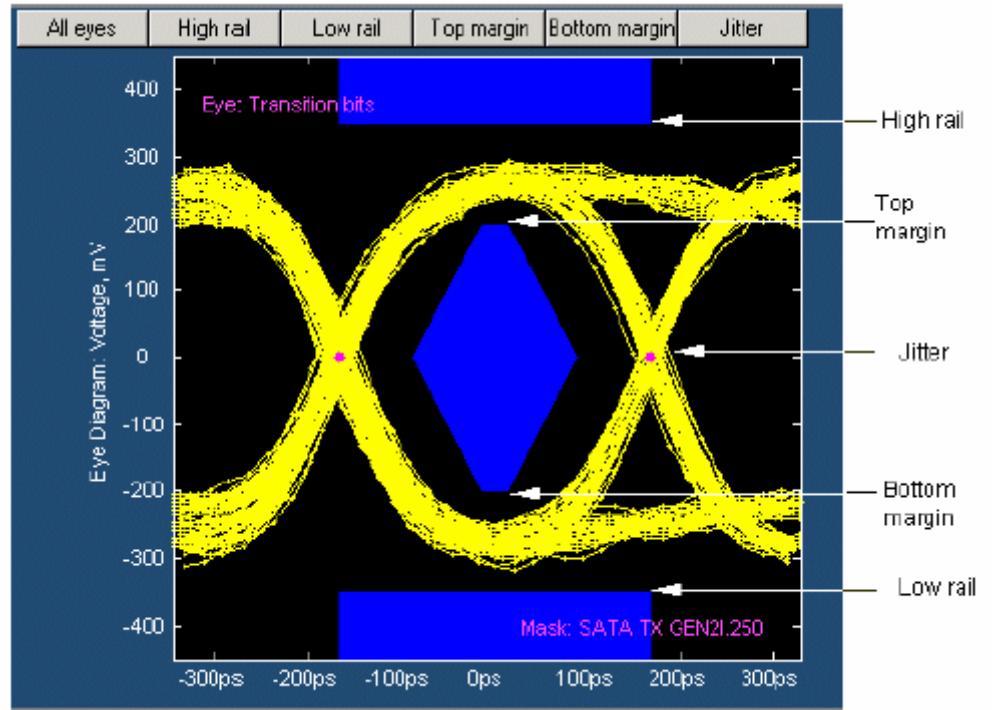 All eyes High rail Low rail Top margin Bottom margin Jitter
Eye: Transition bits
Eye Diagram: Voltage, mV
400
300
200
100
0
-100
-200
-300
-400
Mask: SATA TX GEN2I.250
-300ps -200ps -100ps 0ps 100ps 200ps 300ps
High rail
Top
margin
Jitter
Bottom
margin
Low rail